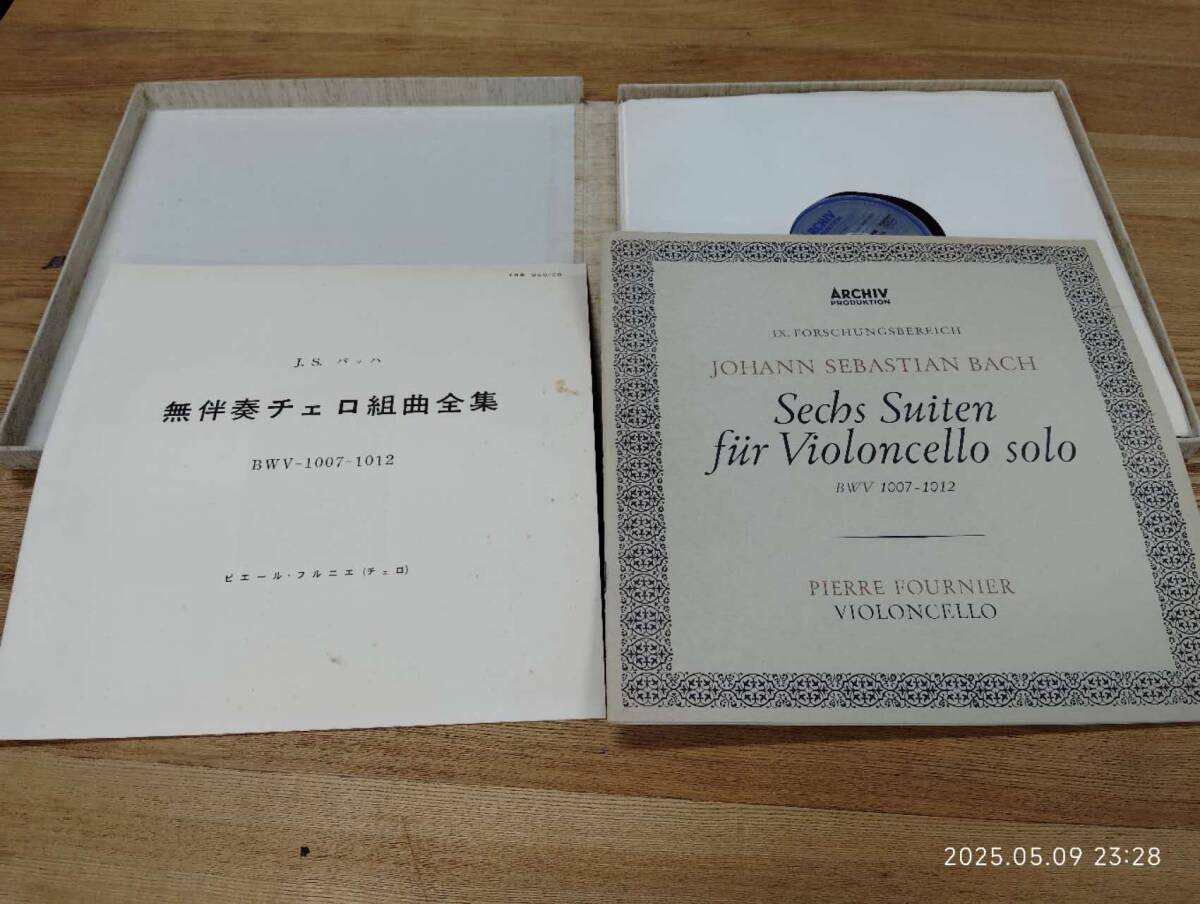 J. S. バッハ
無伴奏チェロ組曲全集
BWV-1007~1012
ピエール・フルニエ(チェロ)
ARCHIV
ARCHIV
PRODUKTION
IX. FORSCHUNGSBEREICH
JOHANN SEBASTIAN BACH
Sechs Suiten
für Violoncello solo
BWV 1007-1012
PIERRE FOURNIER
VIOLONCELLO
2025.05.09 23:28